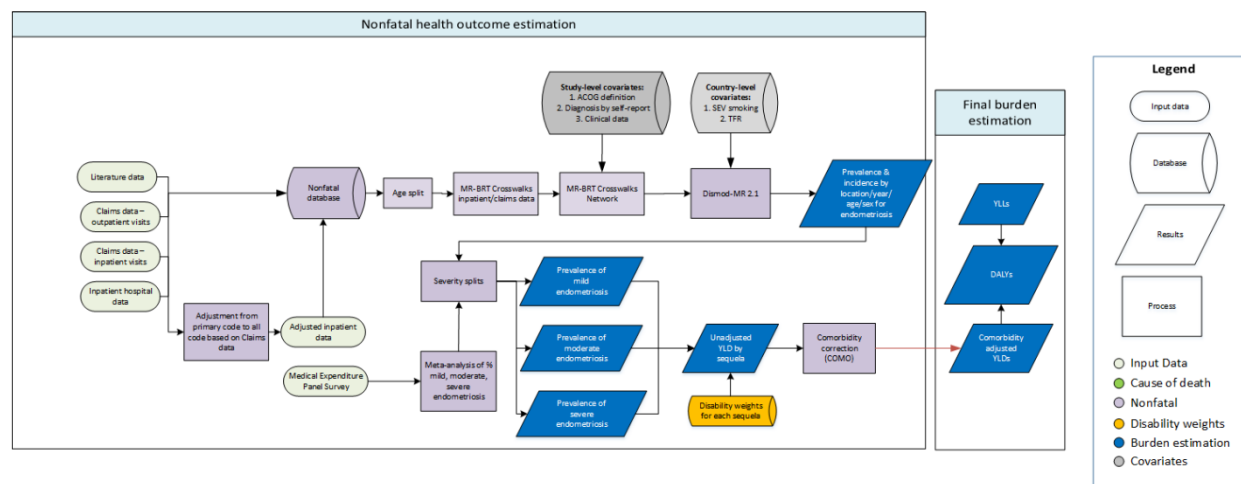 Nonfatal health outcome estimation
Study-level covariates:
1. ACOG definition
2. Diagnosis by self-report
3. Clinical data
Country-level
covariates:
1. SEV smoking
2. TFR
Literature data
Claims data –
outpatient visits
Claims data –
inpatient visits
Inpatient hospital
data
Nonfatal
database
Age split
MR-BRT Crosswalks
inpatient/claims data
MR-BRT Crosswalks
Network
Dismod-MR 2.1
Prevalence &
incidence by
location/year/
age/sex for
endometriosis
Adjustment from
primary code to all
code based on Claims
data
Adjusted inpatient
data
Medical Expenditure
Panel Survey
Severity splits
Meta-analysis of %
mild, moderate,
severe endometriosis
Prevalence of
mild
endometriosis
Prevalence of
moderate
endometriosis
Prevalence of
severe
endometriosis
Unadjusted
YLD by
sequela
Disability weights
for each sequela
Comorbidity
correction
(COMO)
Final burden
estimation
YLLs
DALYs
Comorbidity
adjusted
YLDs
Legend
Input data
Database
Results
Process
Input Data
Cause of death
Nonfatal
Disability weights
Burden estimation
Covariates